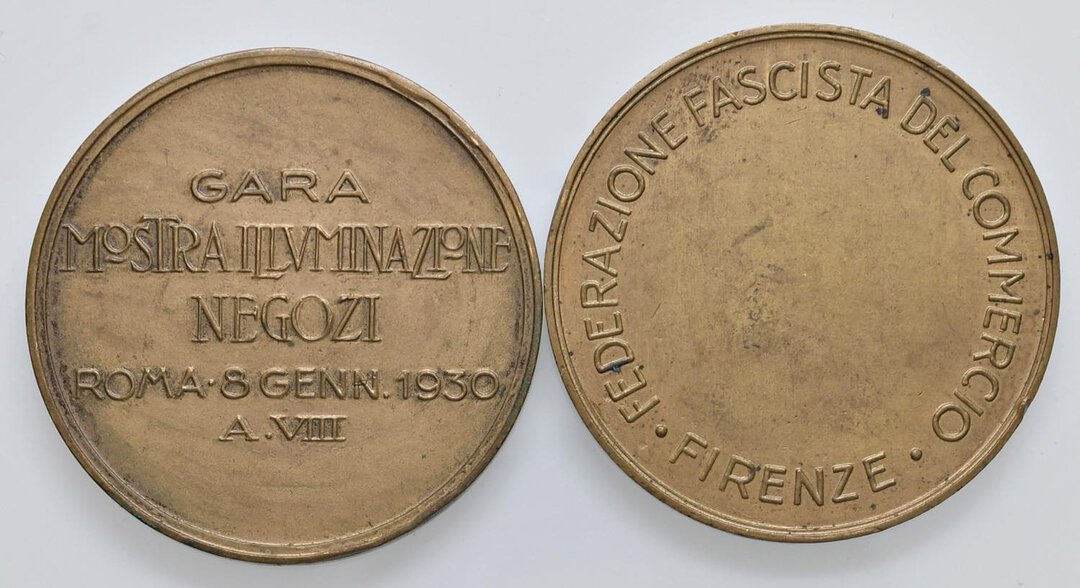 GARA
MOSTRA ILLVMINAZIONE
NEGOZI
ROMA·8 GENN. 1930
A.VIII
FEDERAZIONE FASCISTA DEL COMMERCIO
· FIRENZE ·